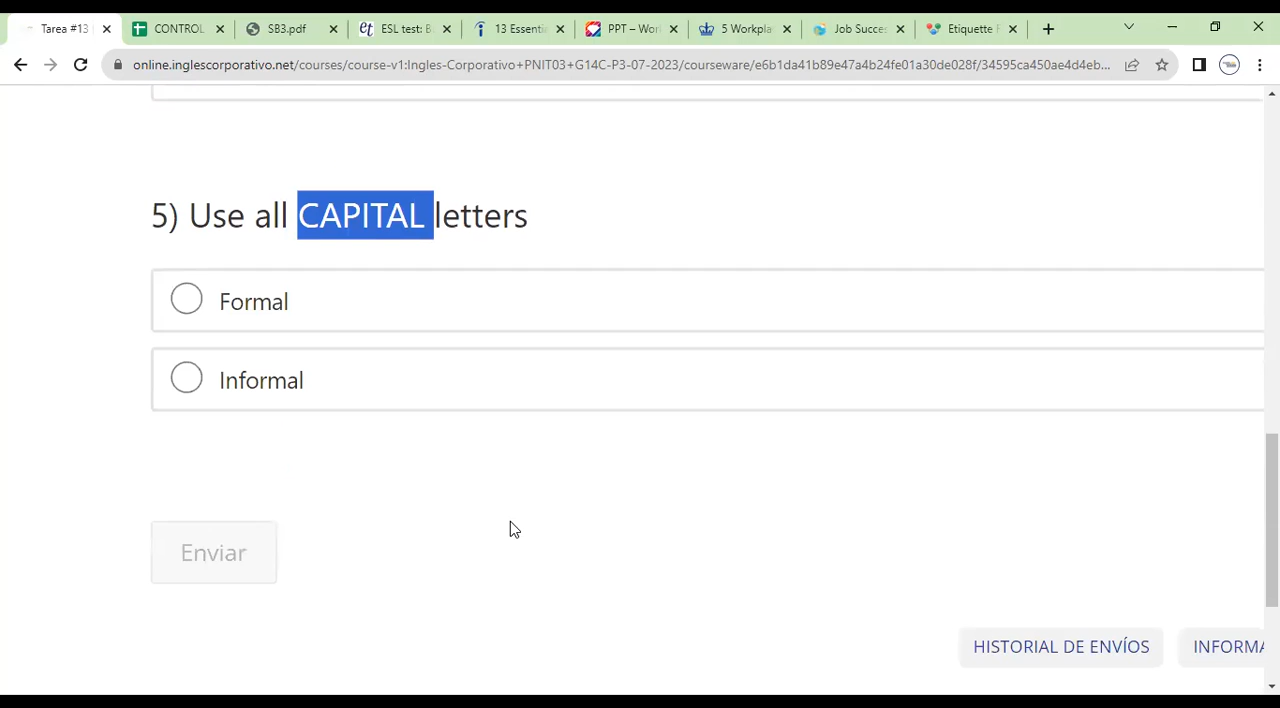 Tarea #13
CONTROL
SB3.pdf
ESL test: B
13 Essentia
PPT – Wor
5 Workpla
Job Succes
Etiquette F
online.inglescorporativo.net/courses/course-v1:Ingles-Corporativo+PNIT03+G14C-P3-07-2023/courseware/e6b1da41b89e47a4b24fe01a30de028f/34595ca450ae4d4eb...
5) Use all CAPITAL letters
Formal
Informal
Enviar
HISTORIAL DE ENVÍOS
INFORMA